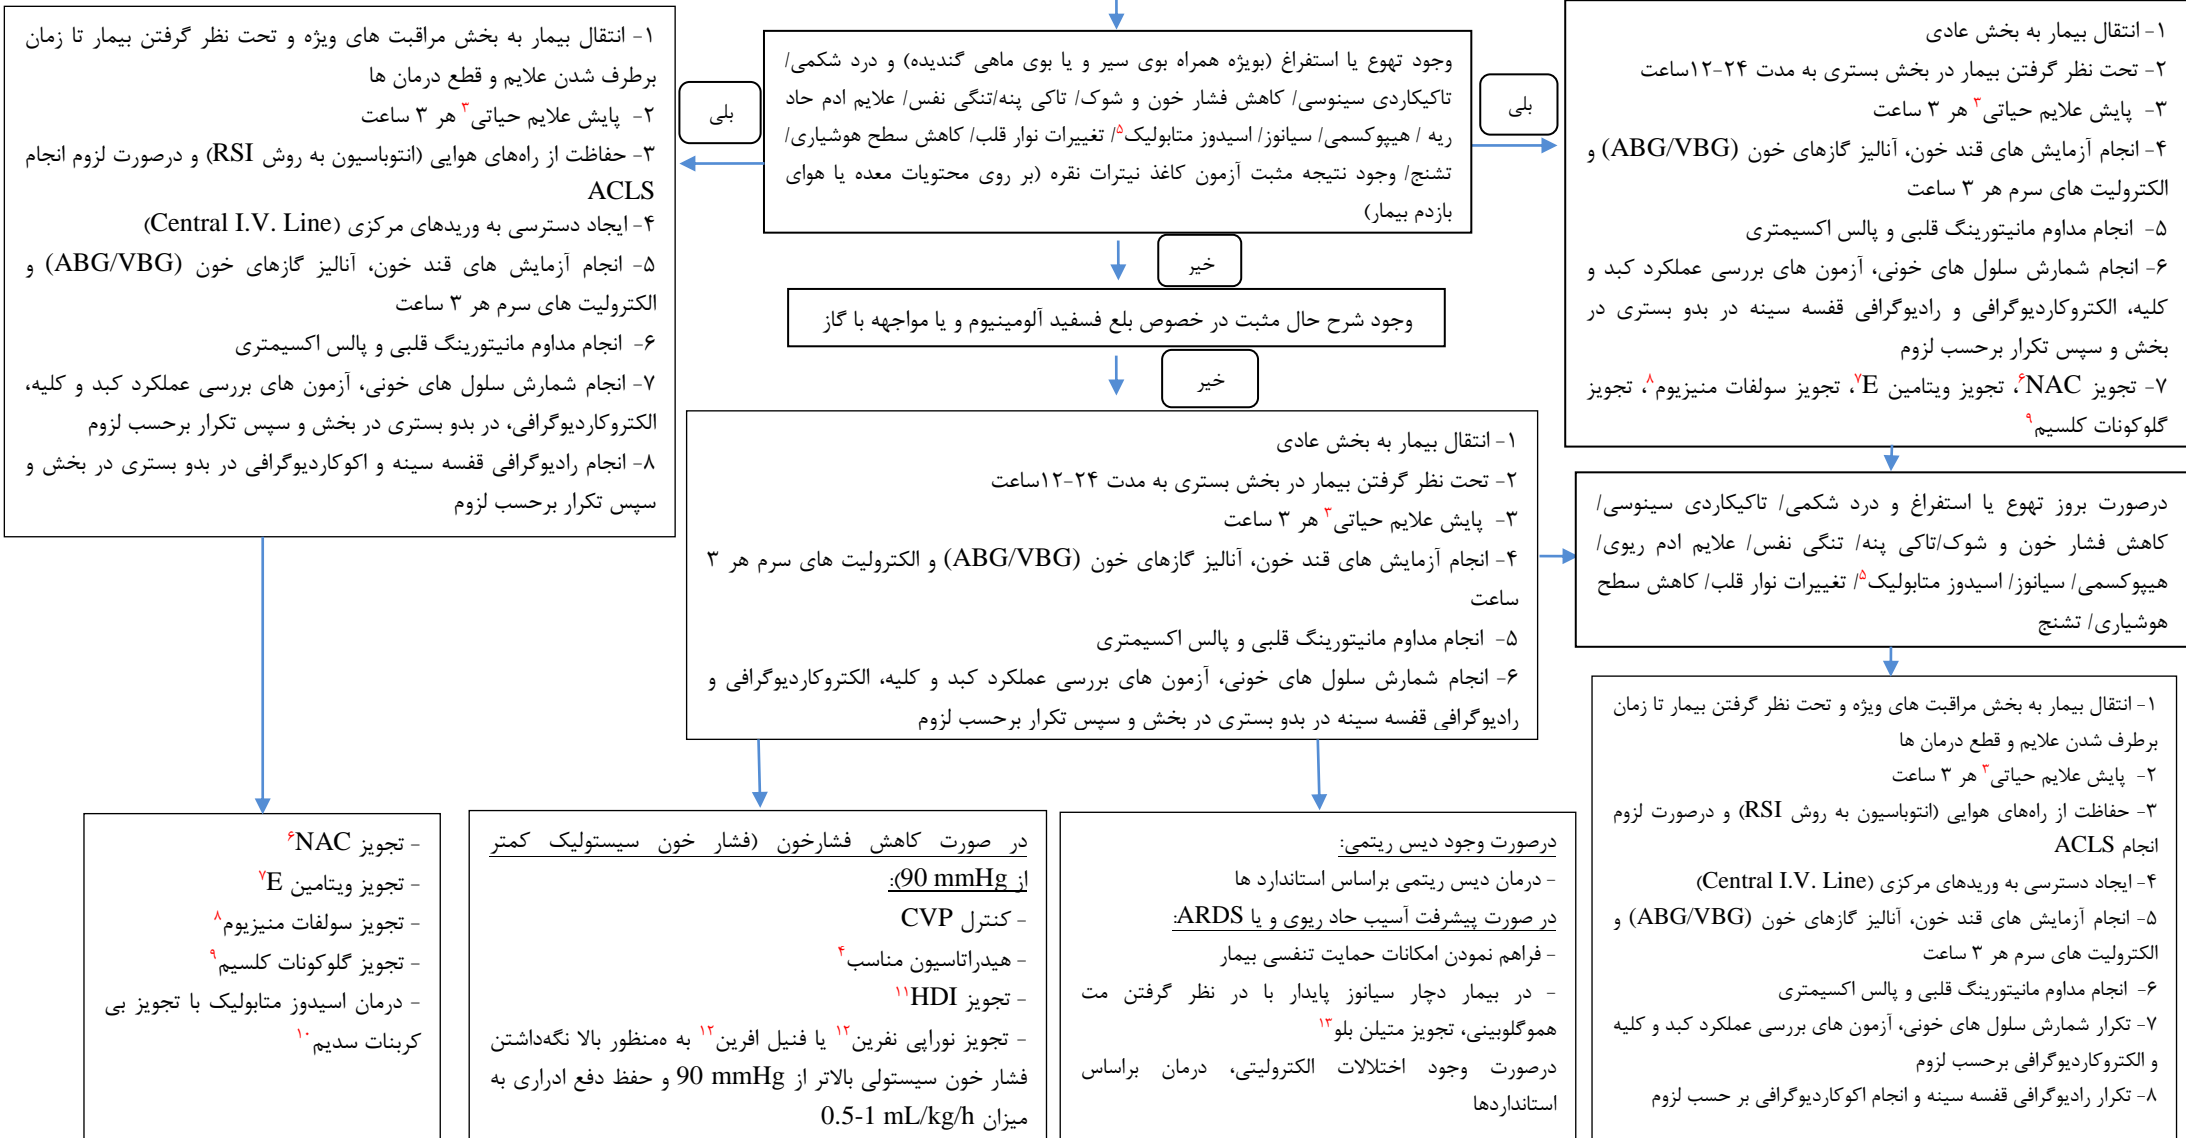 ۱- انتقال بیمار به بخش عادی
۲- تحت نظر گرفتن بیمار در بخش بستری به مدت ۲۴-۱۲ساعت
۳- پایش علایم حیاتی۳ هر ۳ ساعت
۴- انجام آزمایش های قند خون، آنالیز گازهای خون (ABG/VBG) و
الکترولیت های سرم هر ۳ ساعت
۵- انجام مداوم مانیتورینگ قلبی و پالس اکسیمتری
۶- انجام شمارش سلول های خونی، آزمون های بررسی عملکرد کبد و
کلیه، الکتروکاردیوگرافی و رادیوگرافی قفسه سینه در بدو بستری در
بخش و سپس تکرار برحسب لزوم
۷- تجویز NAC۶، تجویز ویتامین E۷، تجویز سولفات منیزیوم۸، تجویز
گلوکونات کلسیم۹
بلی
وجود تهوع یا استفراغ (بویژه همراه بوی سیر و یا بوی ماهی گندیده) و درد شکمی/
تاکیکاردی سینوسی/ کاهش فشار خون و شوک/ تاکی پنه/تنگی نفس/ علایم ادم حاد
ریه / هیپوکسمی/ سیانوز/ اسیدوز متابولیک۵/ تغییرات نوار قلب/ کاهش سطح هوشیاری/
تشنج/ وجود نتیجه مثبت آزمون کاغذ نیترات نقره (بر روی محتویات معده یا هوای
بازدم بیمار)
بلی
۱- انتقال بیمار به بخش مراقبت های ویژه و تحت نظر گرفتن بیمار تا زمان
برطرف شدن علایم و قطع درمان ها
۲- پایش علایم حیاتی۳ هر ۳ ساعت
۳- حفاظت از راه‌های هوایی (انتوباسیون به روش RSI) و درصورت لزوم انجام
ACLS
۴- ایجاد دسترسی به وریدهای مرکزی (Central I.V. Line)
۵- انجام آزمایش های قند خون، آنالیز گازهای خون (ABG/VBG) و
الکترولیت های سرم هر ۳ ساعت
۶- انجام مداوم مانیتورینگ قلبی و پالس اکسیمتری
۷- انجام شمارش سلول های خونی، آزمون های بررسی عملکرد کبد و کلیه،
الکتروکاردیوگرافی، در بدو بستری در بخش و سپس تکرار برحسب لزوم
۸- انجام رادیوگرافی قفسه سینه و اکوکاردیوگرافی در بدو بستری در بخش و
سپس تکرار برحسب لزوم
خیر
وجود شرح حال مثبت در خصوص بلع فسفید آلومینیوم و یا مواجهه با گاز
خیر
۱- انتقال بیمار به بخش عادی
۲- تحت نظر گرفتن بیمار در بخش بستری به مدت ۲۴-۱۲ساعت
۳- پایش علایم حیاتی۳ هر ۳ ساعت
۴- انجام آزمایش های قند خون، آنالیز گازهای خون (ABG/VBG) و الکترولیت های سرم هر ۳
ساعت
۵- انجام مداوم مانیتورینگ قلبی و پالس اکسیمتری
۶- انجام شمارش سلول های خونی، آزمون های بررسی عملکرد کبد و کلیه، الکتروکاردیوگرافی و
رادیوگرافی قفسه سینه در بدو بستری در بخش و سپس تکرار برحسب لزوم
درصورت بروز تهوع یا استفراغ و درد شکمی/ تاکیکاردی سینوسی/
کاهش فشار خون و شوک/تاکی پنه/ تنگی نفس/ علایم ادم ریوی/
هیپوکسمی/ سیانوز/ اسیدوز متابولیک۵/ تغییرات نوار قلب/ کاهش سطح
هوشیاری/ تشنج
۱- انتقال بیمار به بخش مراقبت های ویژه و تحت نظر گرفتن بیمار تا زمان
برطرف شدن علایم و قطع درمان ها
۲- پایش علایم حیاتی۳ هر ۳ ساعت
۳- حفاظت از راه‌های هوایی (انتوباسیون به روش RSI) و درصورت لزوم
انجام ACLS
۴- ایجاد دسترسی به وریدهای مرکزی (Central I.V. Line)
۵- انجام آزمایش های قند خون، آنالیز گازهای خون (ABG/VBG) و
الکترولیت های سرم هر ۳ ساعت
۶- انجام مداوم مانیتورینگ قلبی و پالس اکسیمتری
۷- تکرار شمارش سلول های خونی، آزمون های بررسی عملکرد کبد و کلیه
و الکتروکاردیوگرافی برحسب لزوم
۸- تکرار رادیوگرافی قفسه سینه و انجام اکوکاردیوگرافی بر حسب لزوم
درصورت وجود دیس ریتمی:
- درمان دیس ریتمی براساس استاندارد ها
در صورت پیشرفت آسیب حاد ریوی و یا ARDS:
- فراهم نمودن امکانات حمایت تنفسی بیمار
- در بیمار دچار سیانوز پایدار با در نظر گرفتن مت
هموگلوبینی، تجویز متیلن بلو۱۳
درصورت وجود اختلالات الکترولیتی، درمان براساس
استانداردها
در صورت کاهش فشارخون (فشار خون سیستولیک کمتر
از 90 mmHg):
- کنترل CVP
- هیدراتاسیون مناسب۴
- تجویز HDI۱۱
- تجویز نوراپی نفرین۱۲ یا فنیل افرین۱۲ به ه‍منظور بالا نگه‌داشتن
فشار خون سیستولی بالاتر از 90 mmHg و حفظ دفع ادراری به
میزان 0.5-1 mL/kg/h
- تجویز NAC۶
- تجویز ویتامین E۷
- تجویز سولفات منیزیوم۸
- تجویز گلوکونات کلسیم۹
- درمان اسیدوز متابولیک با تجویز بی
کربنات سدیم۱۰